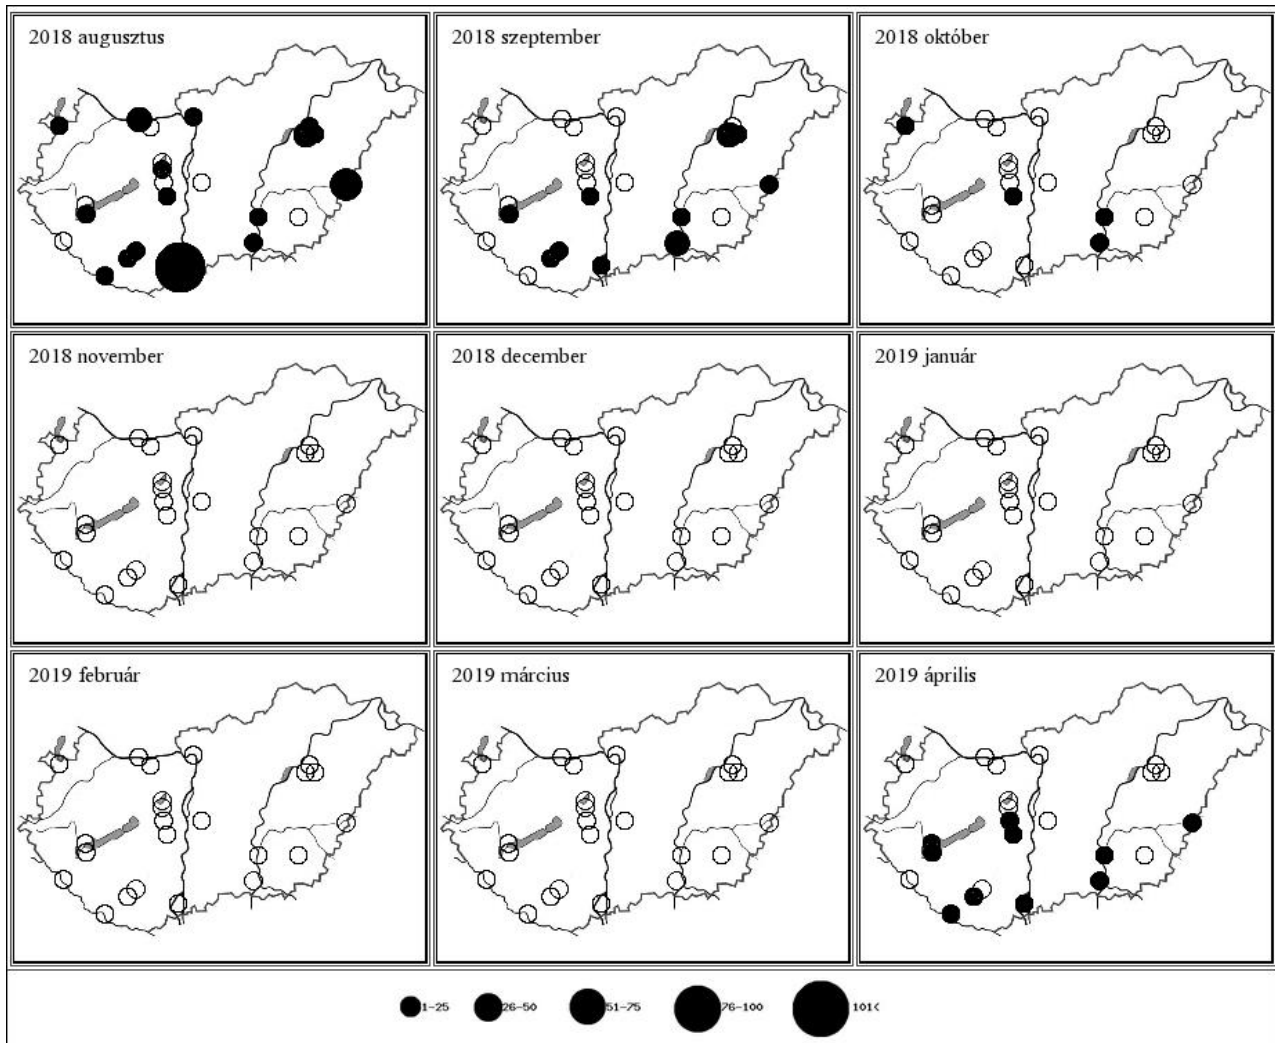 2018 augusztus
2018 szeptember
2018 október
2018 november
2018 december
2019 január
2019 február
2019 március
2019 április
1-25 26-50 51-75 76-100 101<